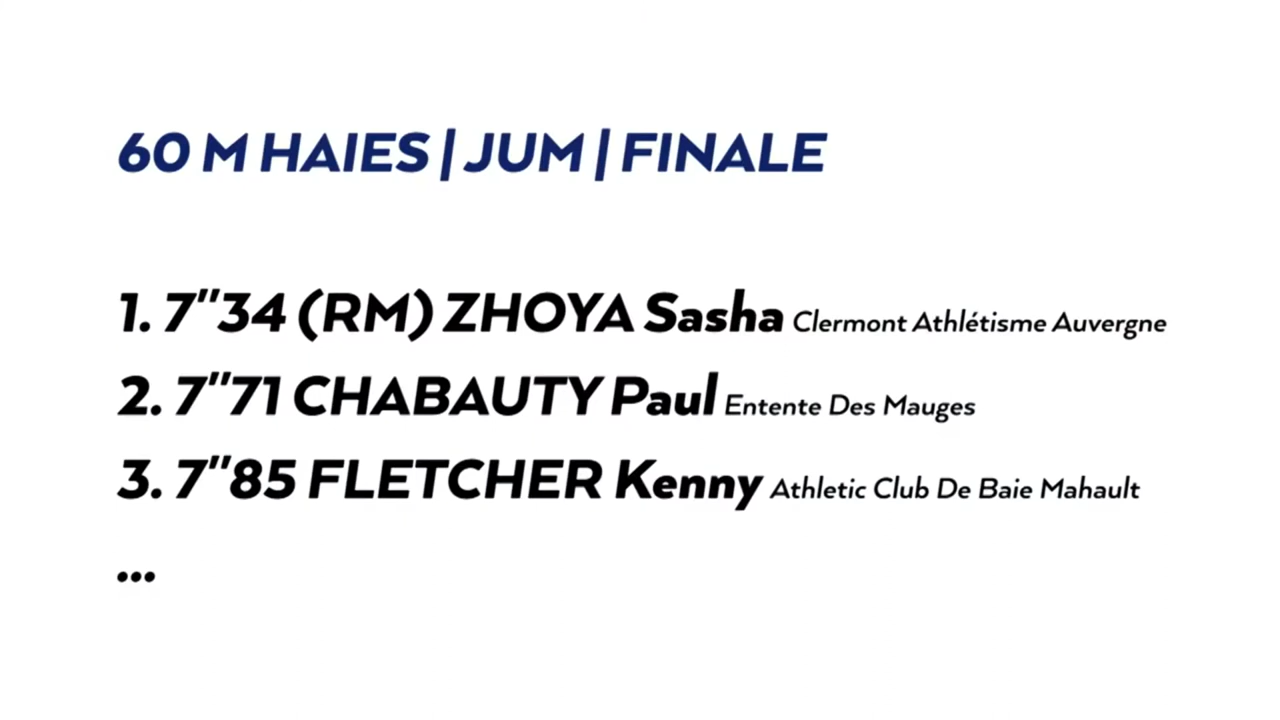 60 M HAIES | JUM | FINALE
1. 7"34 (RM) ZHOYA Sasha Clermont Athlétisme Auvergne
2. 7"71 CHABAUTY Paul Entente Des Mauges
3. 7"85 FLETCHER Kenny Athletic Club De Baie Mahault
...